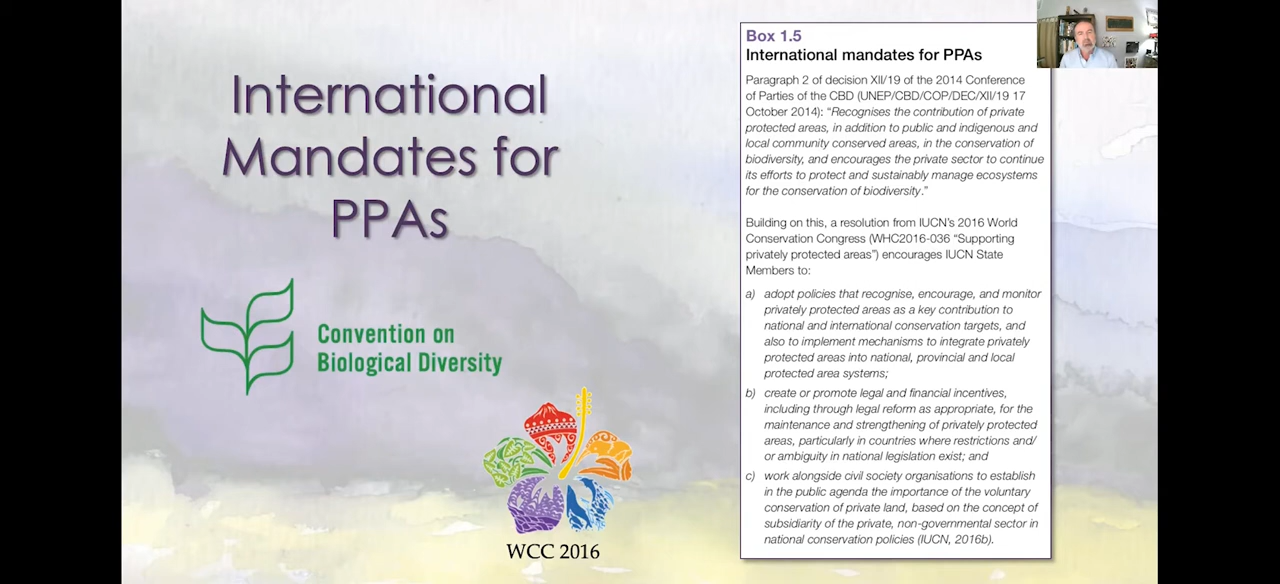 International
Mandates for
PPAs
Convention on
Biological Diversity
WCC 2016
Box 1.5
International mandates for PPAs
Paragraph 2 of decision XII/19 of the 2014 Conference
of Parties of the CBD (UNEP/CBD/COP/DEC/XII/19 17
October 2014): “Recognises the contribution of private
protected areas, in addition to public and indigenous and
local community conserved areas, in the conservation of
biodiversity, and encourages the private sector to continue
its efforts to protect and sustainably manage ecosystems
for the conservation of biodiversity.”
Building on this, a resolution from IUCN’s 2016 World
Conservation Congress (WHC2016-036 “Supporting
privately protected areas”) encourages IUCN State
Members to:
a) adopt policies that recognise, encourage, and monitor
privately protected areas as a key contribution to
national and international conservation targets, and
also to implement mechanisms to integrate privately
protected areas into national, provincial and local
protected area systems;
b) create or promote legal and financial incentives,
including through legal reform as appropriate, for the
maintenance and strengthening of privately protected
areas, particularly in countries where restrictions and/
or ambiguity in national legislation exist; and
c) work alongside civil society organisations to establish
in the public agenda the importance of the voluntary
conservation of private land, based on the concept of
subsidiarity of the private, non-governmental sector in
national conservation policies (IUCN, 2016b).